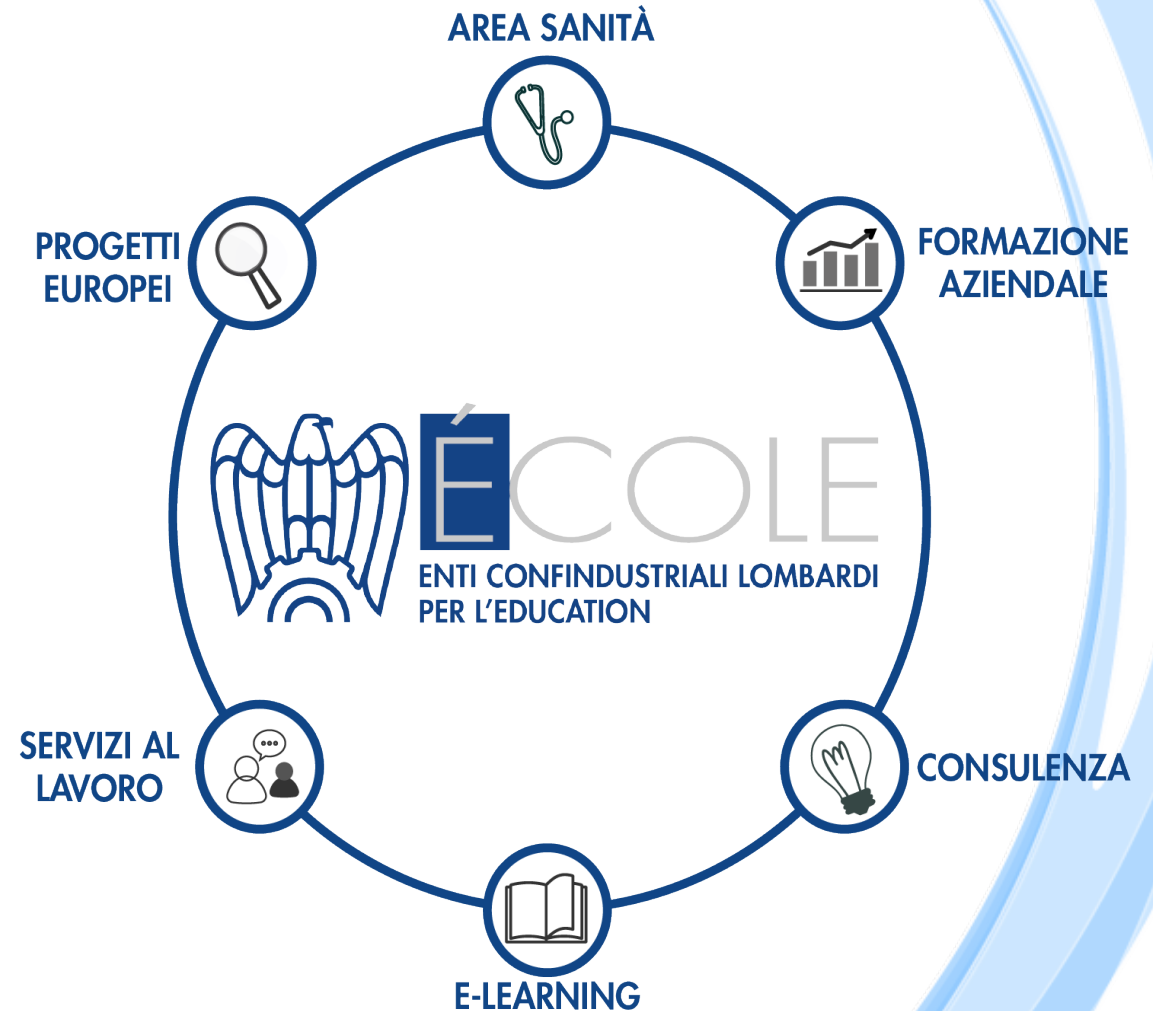 AREA SANITÀ
PROGETTI
EUROPEI
FORMAZIONE
AZIENDALE
ÉCOLE
ENTI CONFINDUSTRIALI LOMBARDI
PER L'EDUCATION
SERVIZI AL
LAVORO
CONSULENZA
E-LEARNING